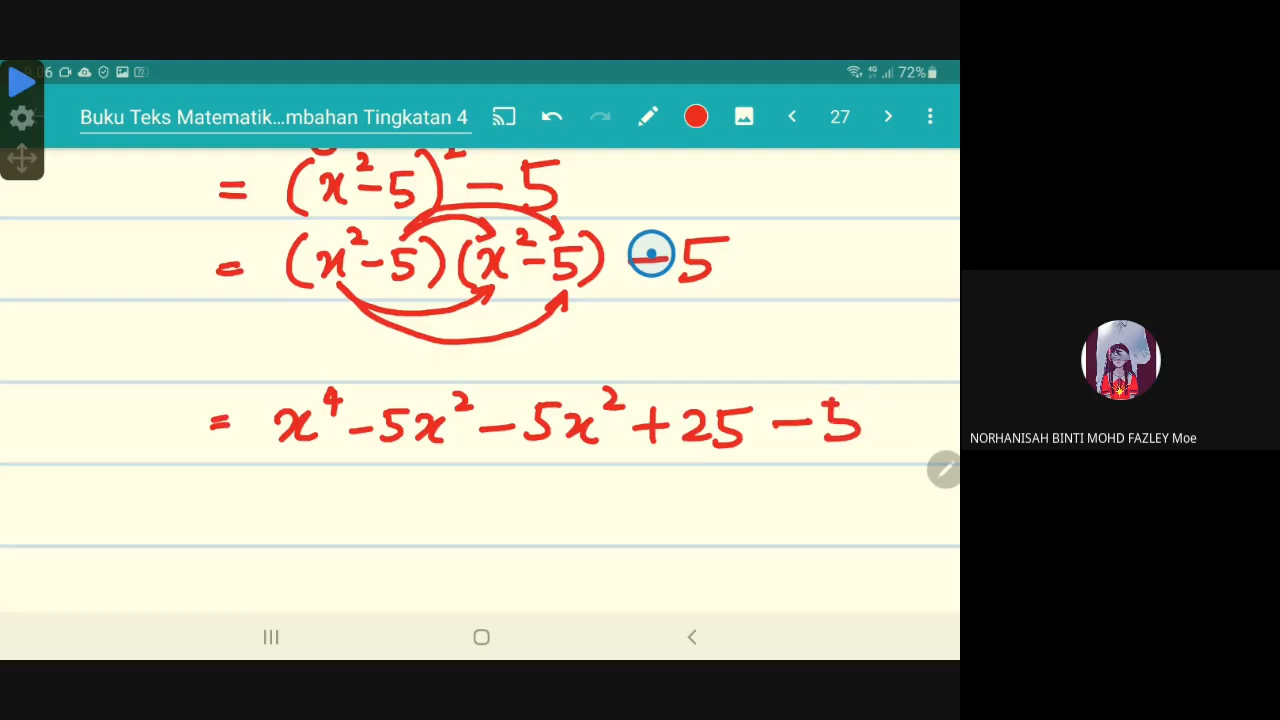 72%
Buku Teks Matematik...mbahan Tingkatan 4
27
= (x²-5)² - 5
= (x²-5)(x²-5) - 5
= x⁴ - 5x² - 5x² + 25 - 5
NORHANISAH BINTI MOHD FAZLEY Moe